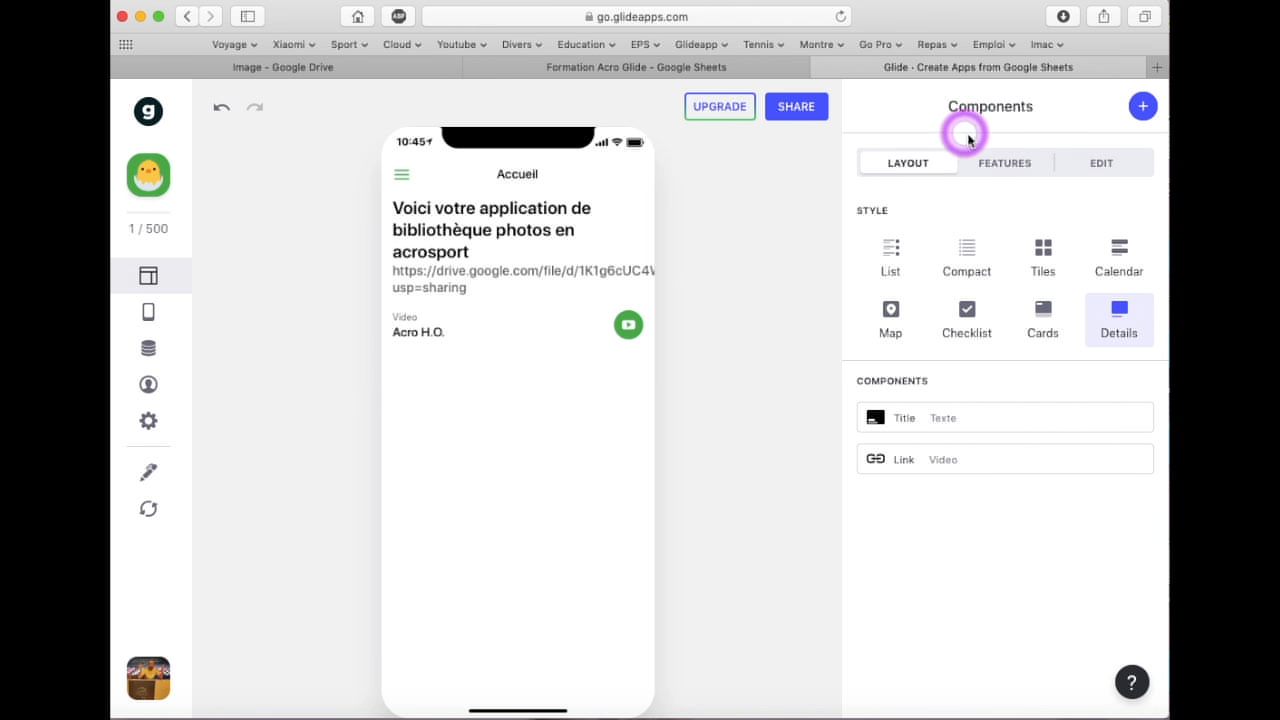 ABP
go.glideapps.com
Voyage Xiaomi Sport Cloud Youtube Divers Education EPS Glideapp Tennis Montre Go Pro Repas Emploi Imac
Image - Google Drive
Formation Acro Glide - Google Sheets
Glide · Create Apps from Google Sheets
g
1 / 500
UPGRADE
SHARE
10:45
Accueil
Voici votre application de
bibliothèque photos en
acrosport
https://drive.google.com/file/d/1K1g6cUC4
usp=sharing
Video
Acro H.O.
Components
LAYOUT
FEATURES
EDIT
STYLE
List
Compact
Tiles
Calendar
Map
Checklist
Cards
Details
COMPONENTS
Title Texte
Link Video
?